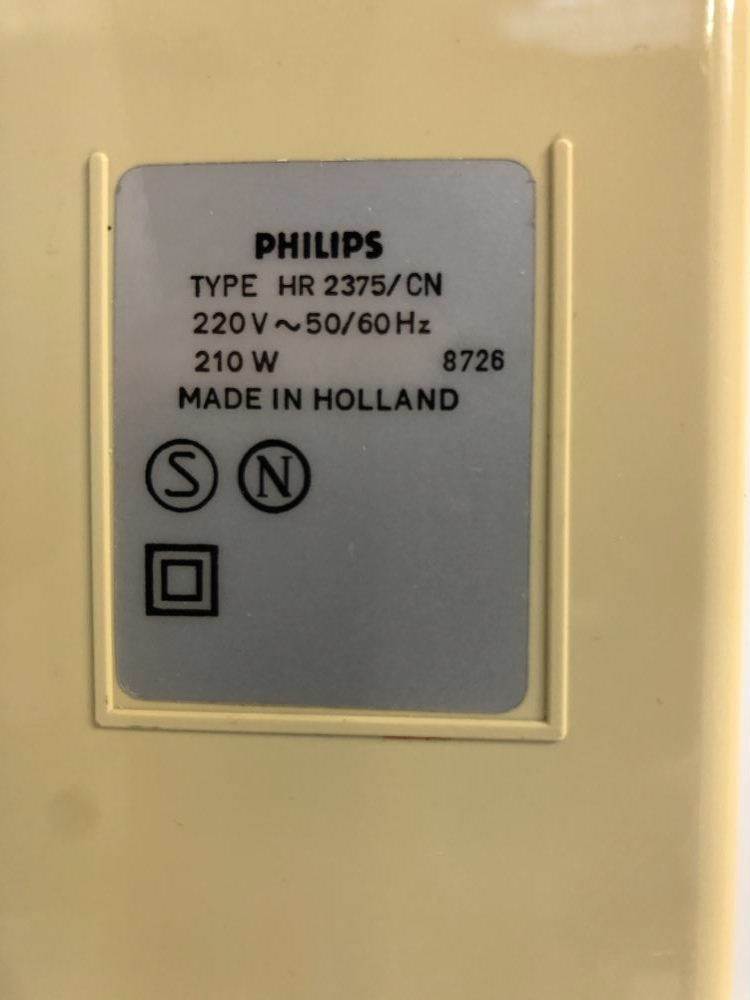 PHILIPS
TYPE HR 2375/CN
220V~50/60Hz
210 W 8726
MADE IN HOLLAND
S N